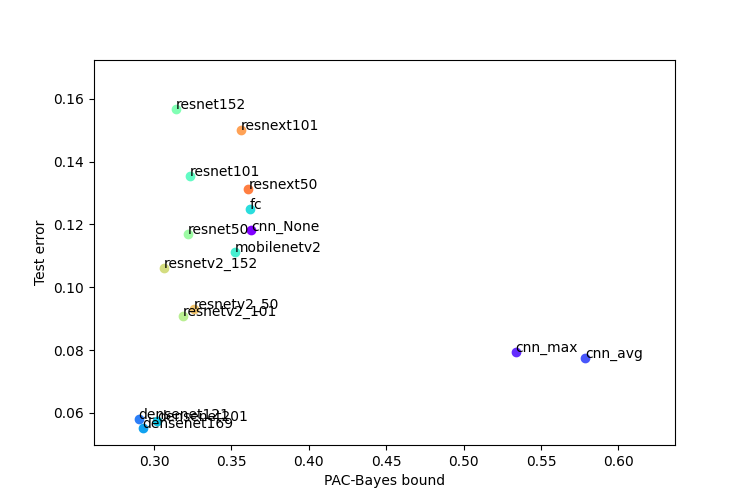 0.16
0.14
0.12
0.10
0.08
0.06
Test error
resnet152
resnext101
resnet101
resnext50
fc
resnet50
cnn_None
mobilenetv2
resnetv2_152
resnetv2_50
resnetv2_101
cnn_max
cnn_avg
densenet121
densenet201
densenet169
0.30
0.35
0.40
0.45
0.50
0.55
0.60
PAC-Bayes bound